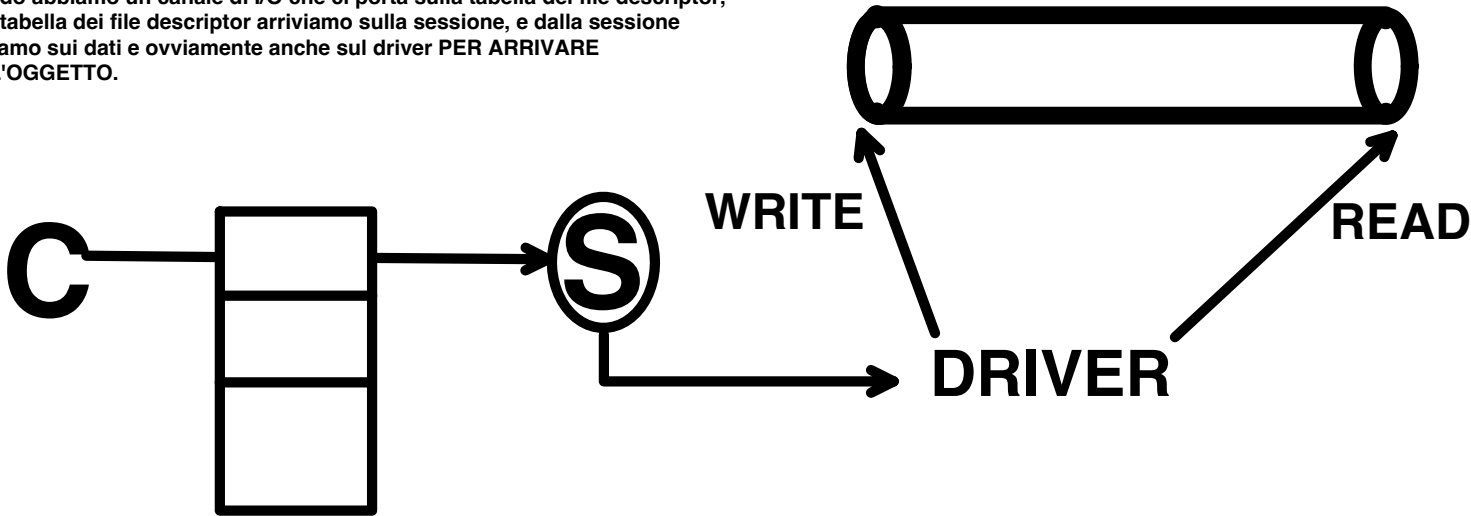 do abbiamo un canale di I/O che ci porta sulla tabella dei file descriptor,
tabella dei file descriptor arriviamo sulla sessione, e dalla sessione
amo sui dati e ovviamente anche sul driver PER ARRIVARE
'OGGETTO.
WRITE
READ
C
S
DRIVER